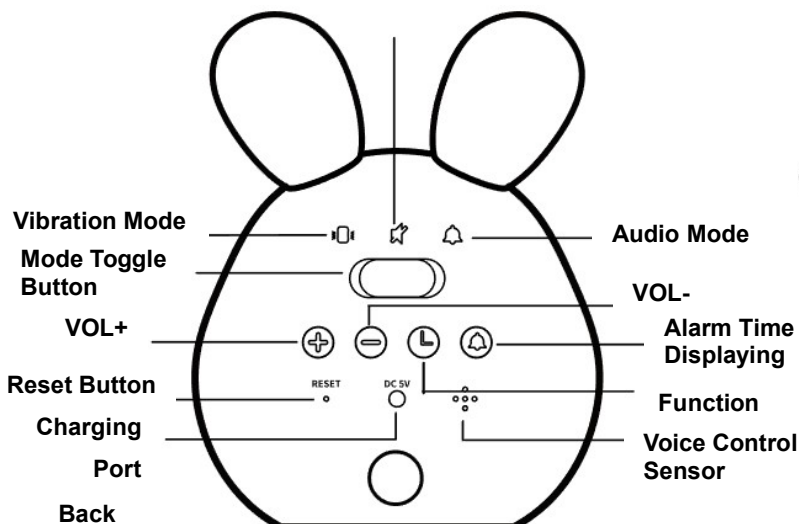 Vibration Mode
Audio Mode
Mode Toggle
Button
VOL-
VOL+
Alarm Time
Displaying
Reset Button
RESET
DC 5V
Function
Charging
Port
Voice Control
Sensor
Back